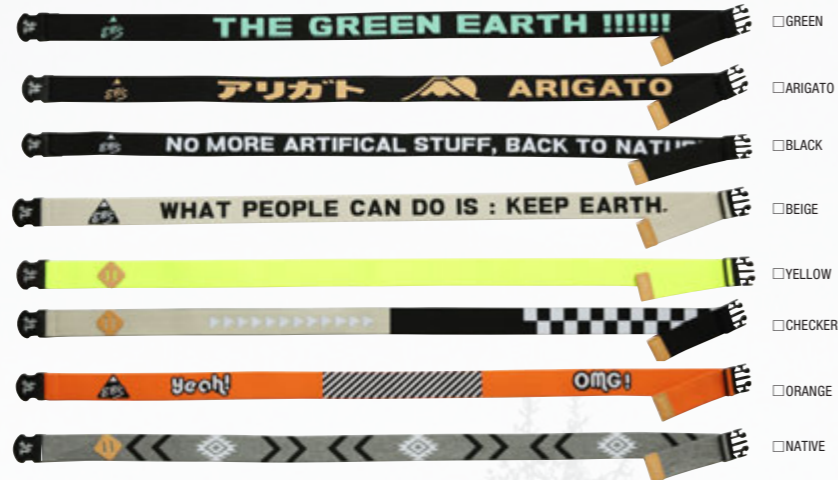 THE GREEN EARTH !!!!!!
□GREEN
アリガト ARIGATO
□ARIGATO
NO MORE ARTIFICAL STUFF, BACK TO
□BLACK
WHAT PEOPLE CAN DO IS : KEEP EARTH.
□BEIGE
□YELLOW
□CHECKER
Yeah! OMG!
□ORANGE
□NATIVE